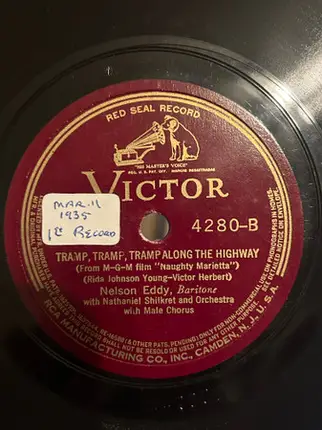 RED SEAL RECORD
"HIS MASTER'S VOICE"
VICTOR
MAR. 11
1935
1st RECORD
4280-B
TRAMP, TRAMP, TRAMP ALONG THE HIGHWAY
(From M-G-M film "Naughty Marietta")
(Rida Johnson Young-Victor Herbert)
Nelson Eddy, Baritone
with Nathaniel Shilkret and Orchestra
with Male Chorus
RCA MANUFACTURING CO., INC., CAMDEN, N. J., U. S. A.